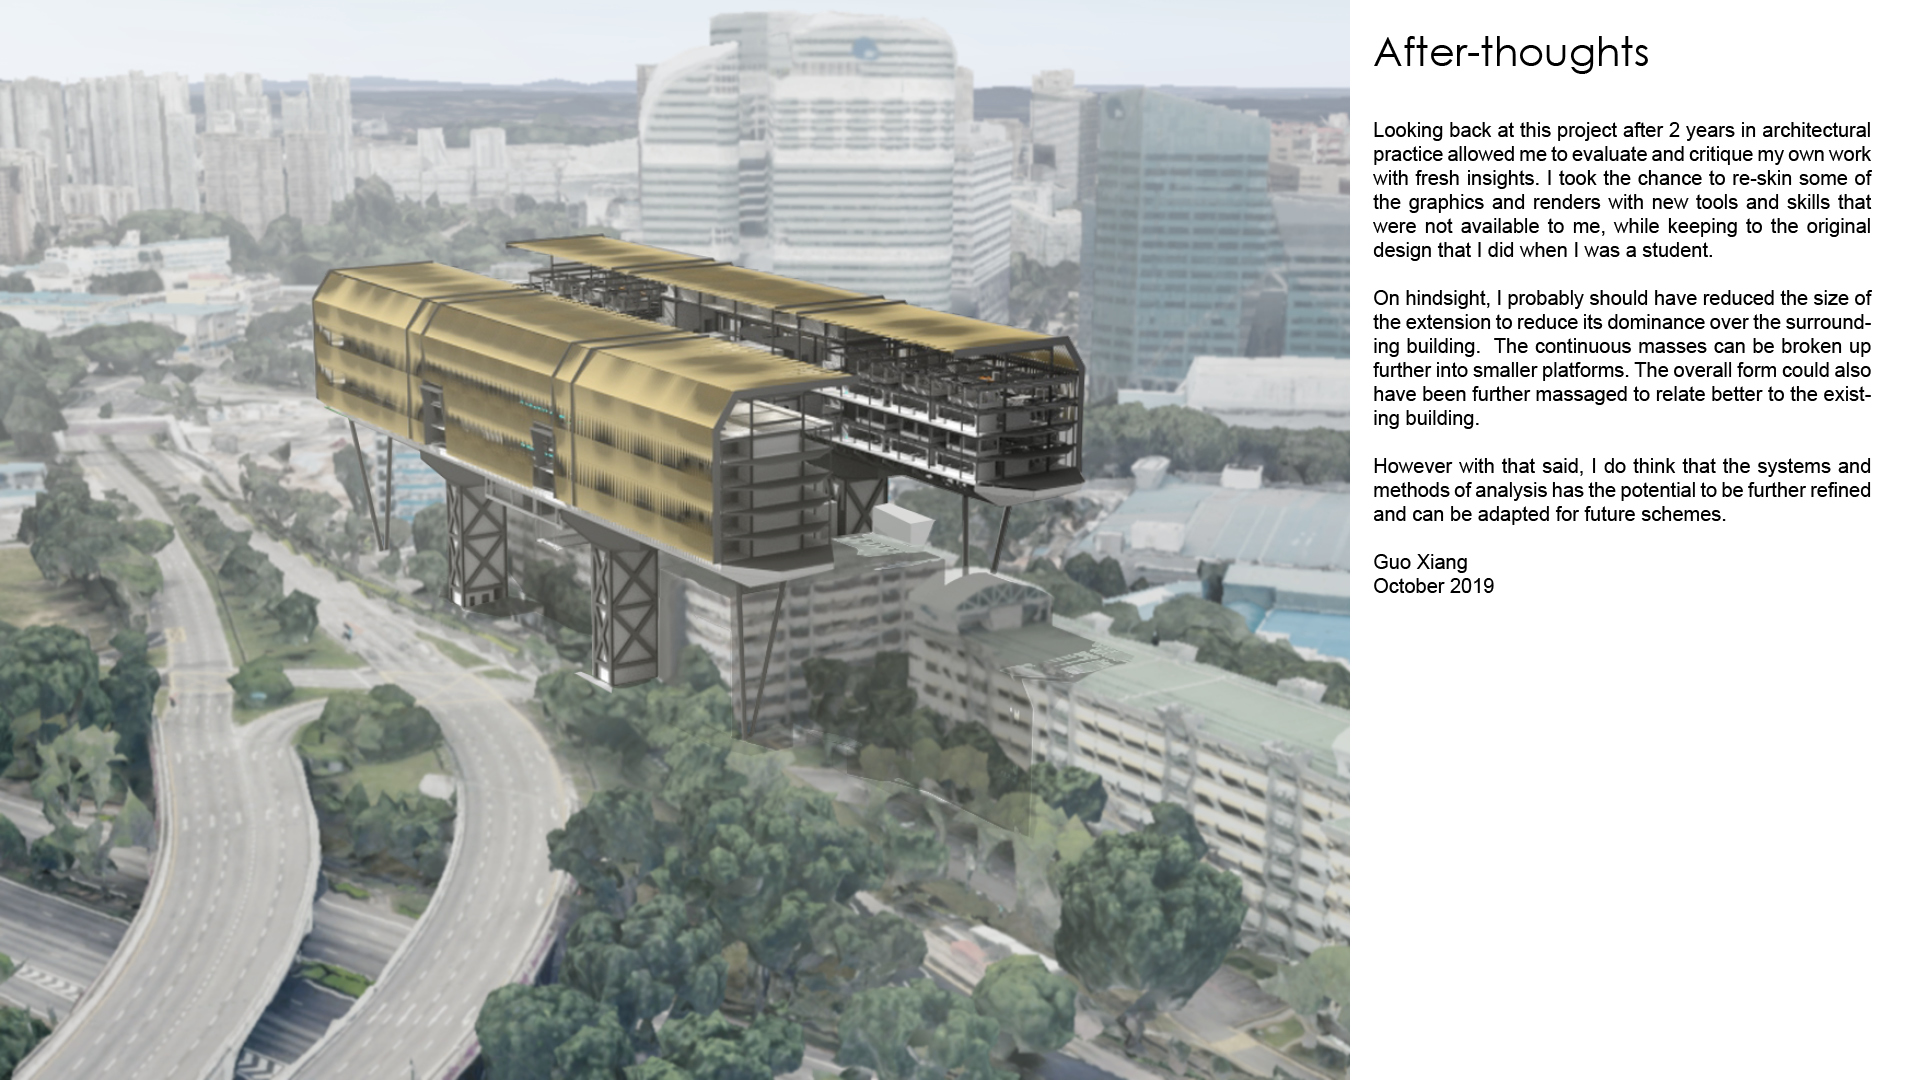 After-thoughts
Looking back at this project after 2 years in architectural
practice allowed me to evaluate and critique my own work
with fresh insights. I took the chance to re-skin some of
the graphics and renders with new tools and skills that
were not available to me, while keeping to the original
design that I did when I was a student.
On hindsight, I probably should have reduced the size of
the extension to reduce its dominance over the surround-
ing building.  The continuous masses can be broken up
further into smaller platforms. The overall form could also
have been further massaged to relate better to the exist-
ing building.
However with that said, I do think that the systems and
methods of analysis has the potential to be further refined
and can be adapted for future schemes.
Guo Xiang
October 2019